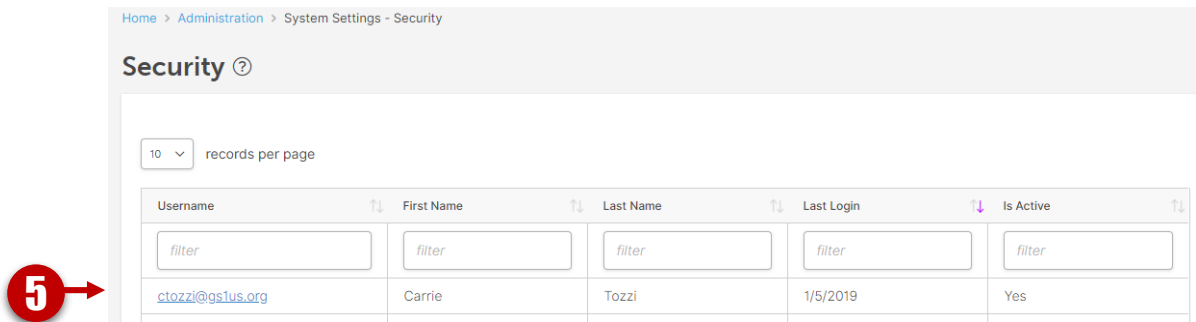 Home > Administration > System Settings - Security
Security ?
10 records per page
Username First Name Last Name Last Login Is Active
filter filter filter filter filter
5 ctozzi@gs1us.org Carrie Tozzi 1/5/2019 Yes